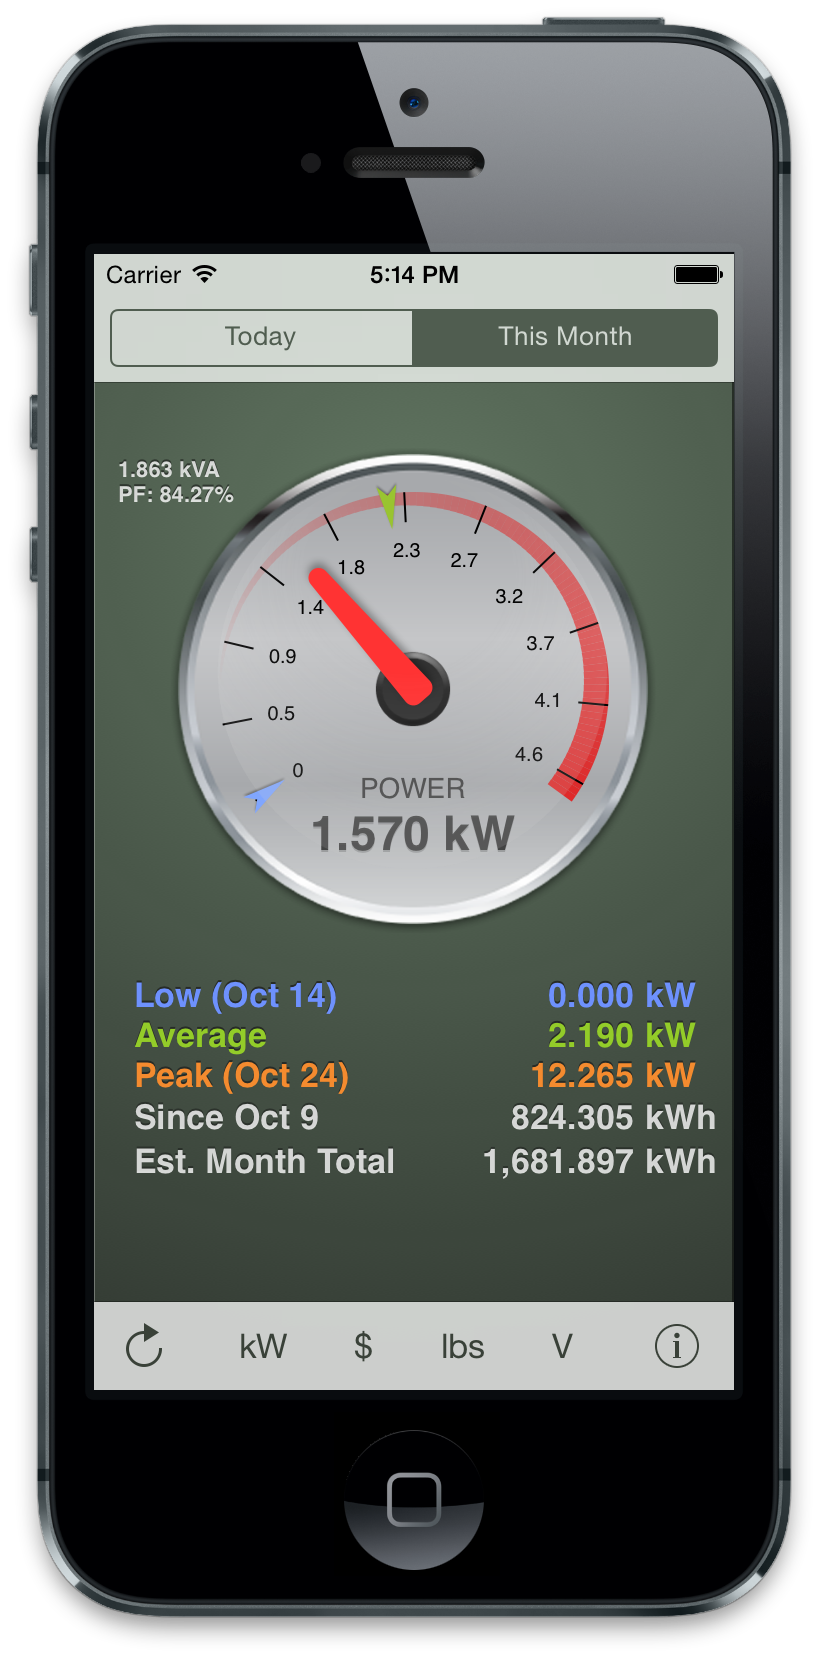 Carrier 5:14 PM
Today This Month
1.863 kVA
PF: 84.27%
0
0.5
0.9
1.4
1.8
2.3
2.7
3.2
3.7
4.1
4.6
POWER
1.570 kW
Low (Oct 14) 0.000 kW
Average 2.190 kW
Peak (Oct 24) 12.265 kW
Since Oct 9 824.305 kWh
Est. Month Total 1,681.897 kWh
kW $ lbs V i